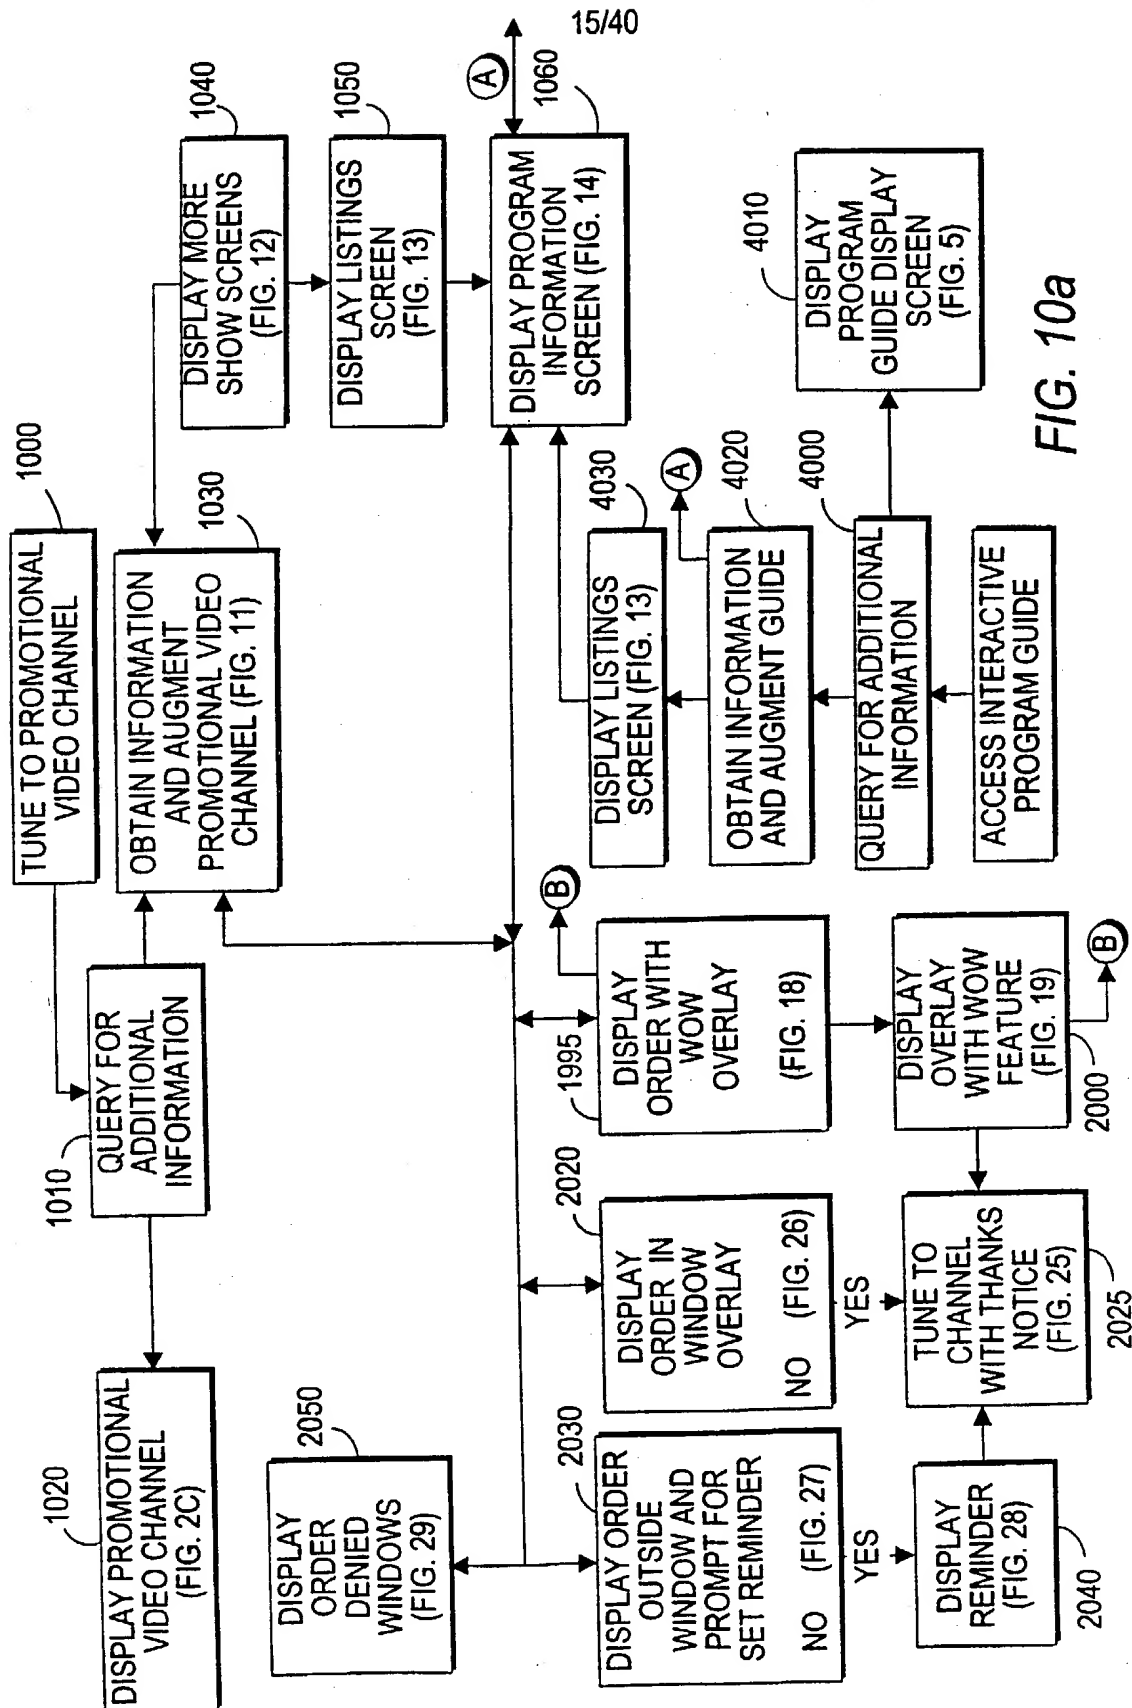 15/40
1000
TUNE TO PROMOTIONAL
VIDEO CHANNEL
1010
QUERY FOR
ADDITIONAL
INFORMATION
1020
DISPLAY PROMOTIONAL
VIDEO CHANNEL
(FIG. 2C)
1030
OBTAIN INFORMATION
AND AUGMENT
PROMOTIONAL VIDEO
CHANNEL (FIG. 11)
1040
DISPLAY MORE
SHOW SCREENS
(FIG. 12)
1050
DISPLAY LISTINGS
SCREEN
(FIG. 13)
A
1060
DISPLAY PROGRAM
INFORMATION
SCREEN (FIG. 14)
2050
DISPLAY
ORDER
DENIED
WINDOWS
(FIG. 29)
2030
DISPLAY ORDER
OUTSIDE
WINDOW AND
PROMPT FOR
SET REMINDER
NO (FIG. 27)
YES
DISPLAY
REMINDER
(FIG. 28)
2040
2020
DISPLAY
ORDER IN
WINDOW
OVERLAY
NO (FIG. 26)
YES
TUNE TO
CHANNEL
WITH THANKS
NOTICE
(FIG. 25)
2025
1995
DISPLAY
ORDER WITH
WOW
OVERLAY
(FIG. 18)
B
DISPLAY
OVERLAY
WITH WOW
FEATURE
(FIG. 19)
2000
B
4030
DISPLAY LISTINGS
SCREEN (FIG. 13)
A
4020
OBTAIN INFORMATION
AND AUGMENT GUIDE
4000
QUERY FOR ADDITIONAL
INFORMATION
ACCESS INTERACTIVE
PROGRAM GUIDE
4010
DISPLAY
PROGRAM
GUIDE DISPLAY
SCREEN
(FIG. 5)
FIG. 10a